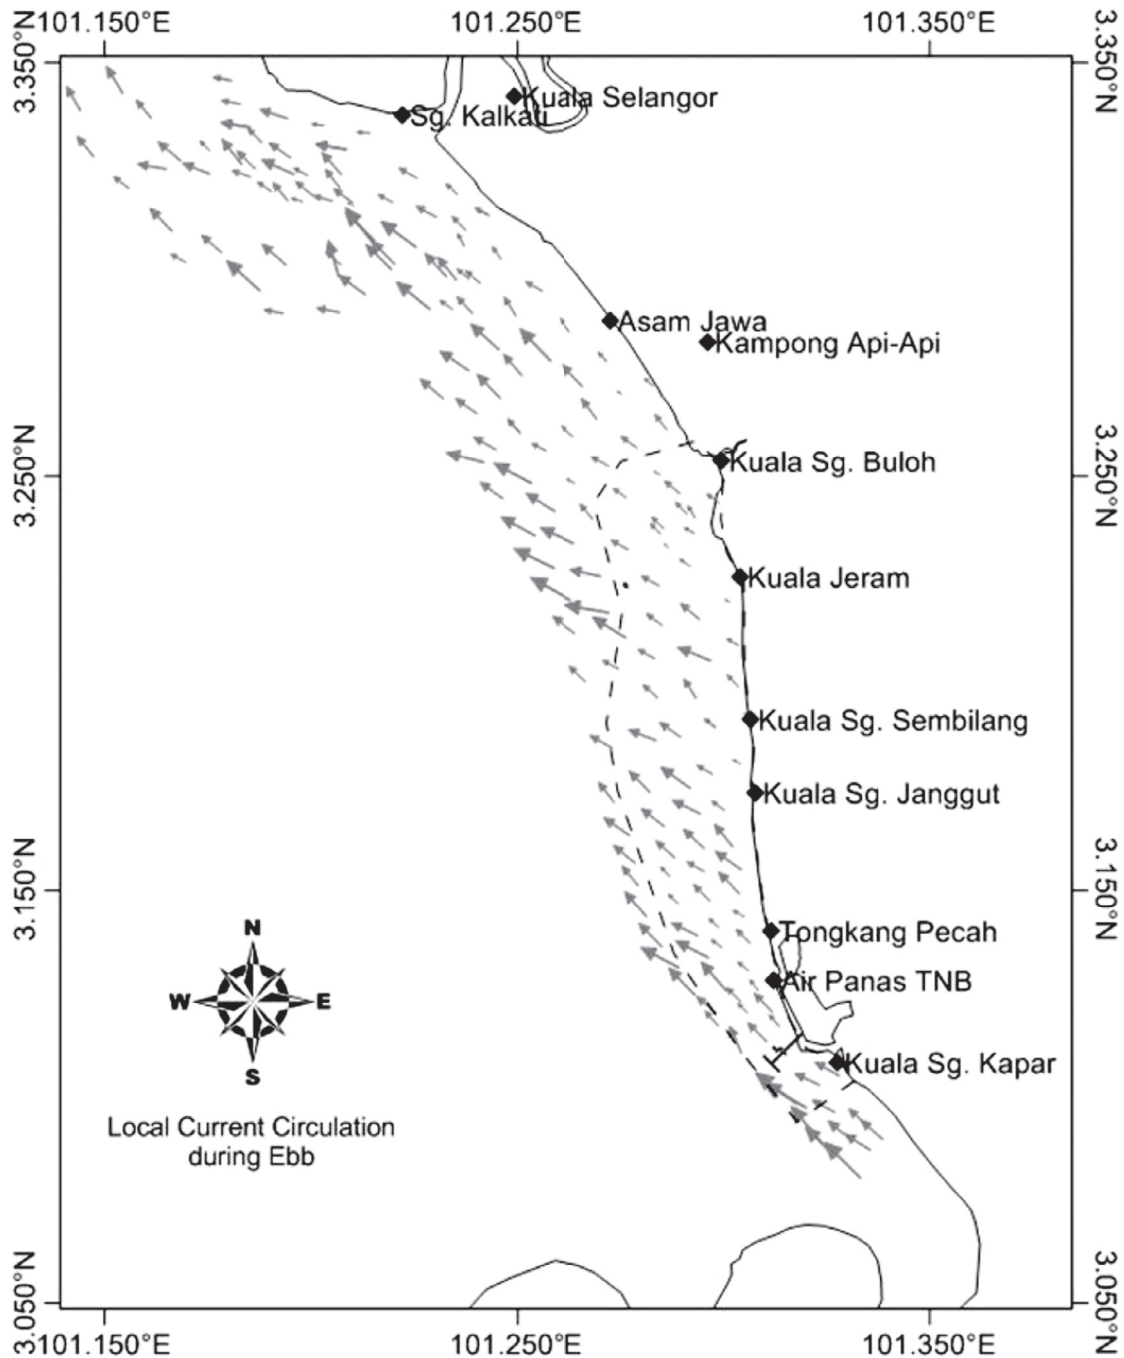 101.150°E
101.250°E
101.350°E
3.350°N
3.350°N
Kuala Selangor
Sg. Kalkati
Asam Jawa
Kampong Api-Api
3.250°N
3.250°N
Kuala Sg. Buloh
Kuala Jeram
Kuala Sg. Sembilang
Kuala Sg. Janggut
3.150°N
3.150°N
Tongkang Pecah
Air Panas TNB
N
W
E
S
Kuala Sg. Kapar
Local Current Circulation
during Ebb
3.050°N
3.050°N
101.150°E
101.250°E
101.350°E